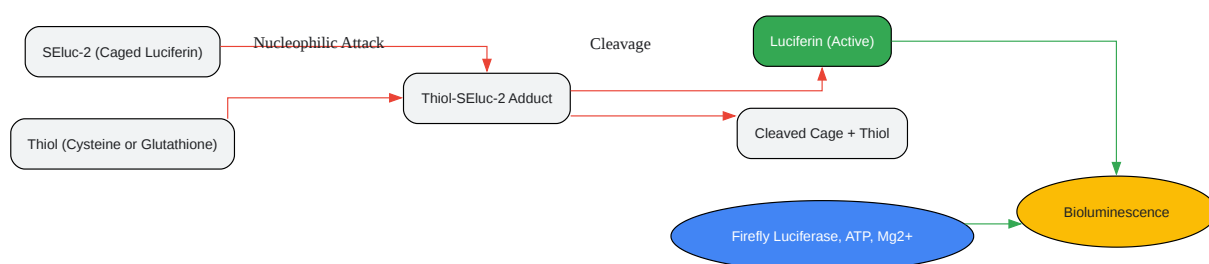 SEluc-2 (Caged Luciferin)
Nucleophilic Attack
Cleavage
Luciferin (Active)
Thiol-SEluc-2 Adduct
Thiol (Cysteine or Glutathione)
Cleaved Cage + Thiol
Bioluminescence
Firefly Luciferase, ATP, Mg2+